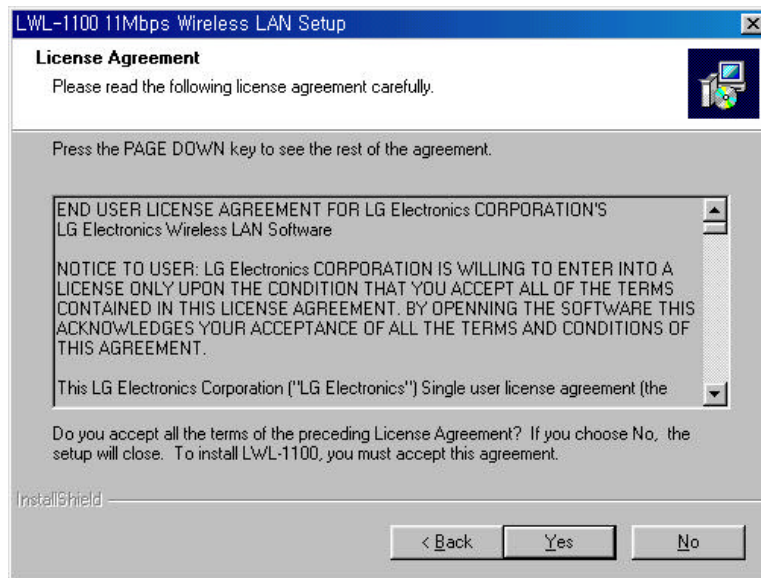 LWL-1100 11Mbps Wireless LAN Setup
License Agreement
Please read the following license agreement carefully.
Press the PAGE DOWN key to see the rest of the agreement.
END USER LICENSE AGREEMENT FOR LG Electronics CORPORATION'S
LG Electronics Wireless LAN Software
NOTICE TO USER: LG Electronics CORPORATION IS WILLING TO ENTER INTO A
LICENSE ONLY UPON THE CONDITION THAT YOU ACCEPT ALL OF THE TERMS
CONTAINED IN THIS LICENSE AGREEMENT. BY OPENNING THE SOFTWARE THIS
ACKNOWLEDGES YOUR ACCEPTANCE OF ALL THE TERMS AND CONDITIONS OF
THIS AGREEMENT.
This LG Electronics Corporation ("LG Electronics") Single user license agreement (the
Do you accept all the terms of the preceding License Agreement? If you choose No, the
setup will close. To install LWL-1100, you must accept this agreement.
InstallShield
< Back Yes No